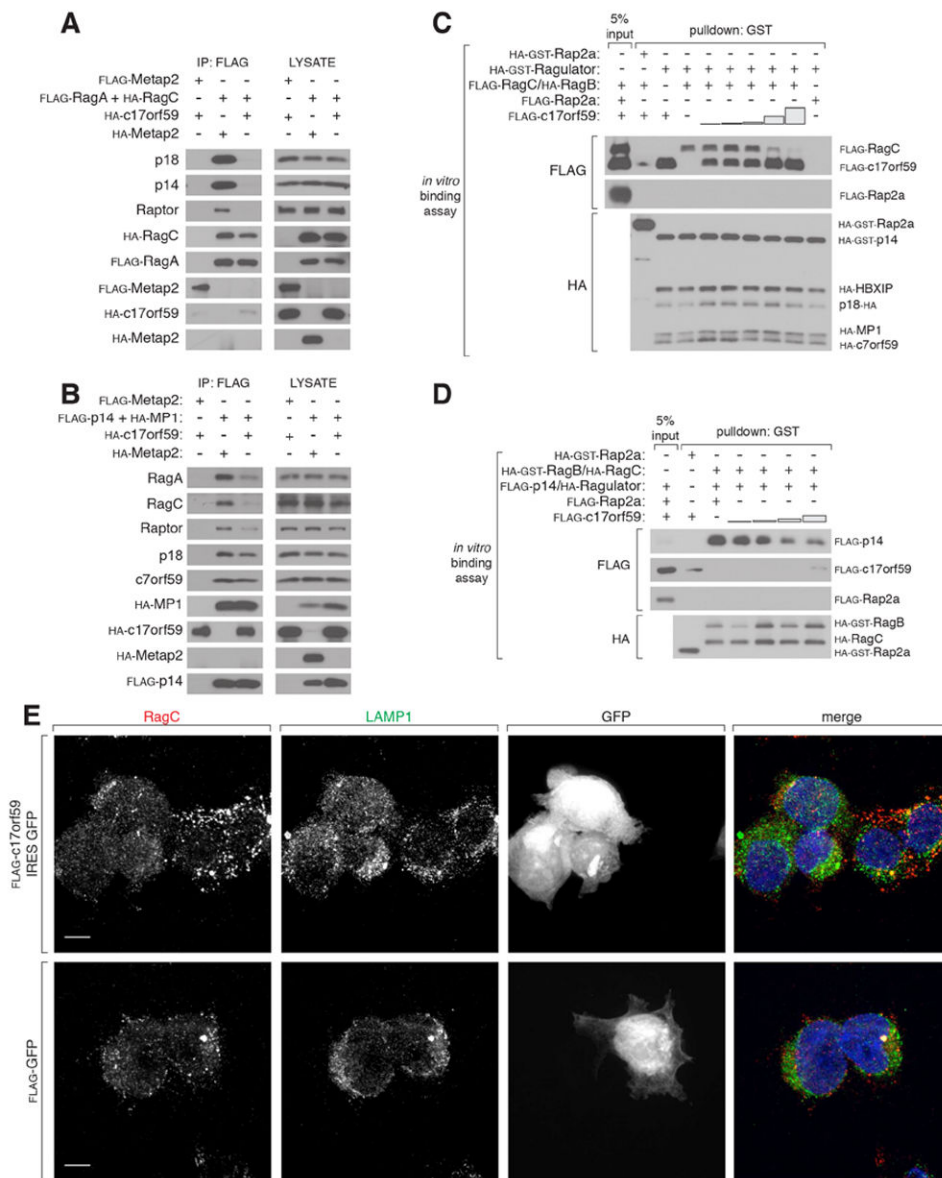 A
IP: FLAG LYSATE
FLAG-Metap2: + - - + - -
FLAG-RagA + HA-RagC: - + + - + +
HA-c17orf59: + - + + - +
HA-Metap2: - + - - + -
p18
p14
Raptor
HA-RagC
FLAG-RagA
FLAG-Metap2
HA-c17orf59
HA-Metap2
B
IP: FLAG LYSATE
FLAG-Metap2: + - - + - -
FLAG-p14 + HA-MP1: - + + - + +
HA-c17orf59: + - + + - +
HA-Metap2: - + - - + -
RagA
RagC
Raptor
p18
c7orf59
HA-MP1
HA-c17orf59
HA-Metap2
FLAG-p14
C
5% input
pulldown: GST
HA-GST-Rap2a: - + - - - - - - - -
HA-GST-Ragulator: - - + + + + + + + +
FLAG-RagC/HA-RagB: + + - + + + + + + -
FLAG-Rap2a: + - - - - - - - - +
FLAG-c17orf59: + + + -
in vitro binding assay
FLAG
FLAG-RagC
FLAG-c17orf59
FLAG-Rap2a
HA
HA-GST-Rap2a
HA-GST-p14
HA-HBXIP
p18-HA
HA-MP1
HA-c7orf59
D
5% input
pulldown: GST
HA-GST-Rap2a: - + - - - - -
HA-GST-RagB/HA-RagC: - - + + + + +
FLAG-p14/HA-Ragulator: + + + + + + +
FLAG-Rap2a: + - + - - - -
FLAG-c17orf59: + + -
in vitro binding assay
FLAG
FLAG-p14
FLAG-c17orf59
FLAG-Rap2a
HA
HA-GST-RagB
HA-RagC
HA-GST-Rap2a
E
RagC LAMP1 GFP merge
FLAG-c17orf59
IRES GFP
FLAG-GFP